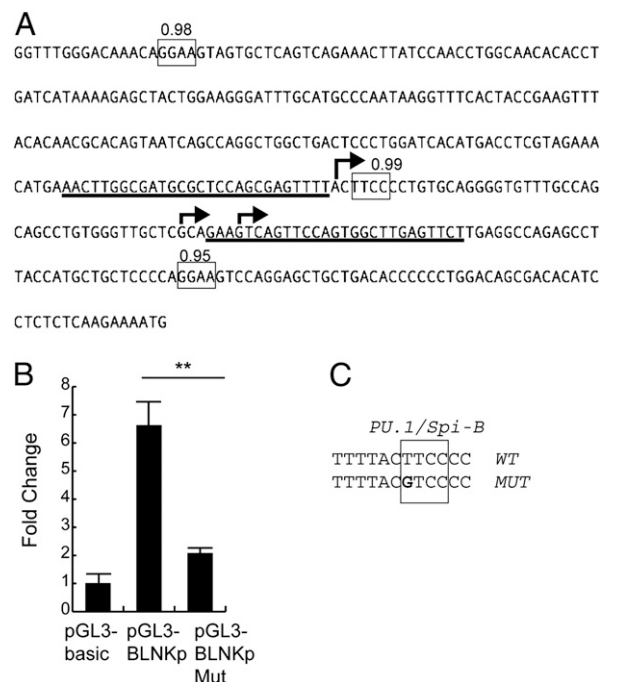 A
0.98
GGTTTGGGACAAACAGGAAGTAGTGCTCAGTCAGAAACTTATCCAACCTGGCAACACACCT
GATCATAAAAGAGCTACTGGAAGGGATTTGCATGCCCAATAAGGTTTCACTACCGAAGTTT
ACACAACGCACAGTAATCAGCCAGGCTGGCTGACTCCCTGGATCACATGACCTCGTAGAAA
0.99
CATGAAACTTGGCGATGCGCTCCAGCGAGTTTTACTTCCCCTGTGCAGGGGTGTTTGCCAG
CAGCCTGTGGGTTGCTCGCAGAAGTCAGTTCCAGTGGCTTGAGTTCTTGAGGCCAGAGCCT
0.95
TACCATGCTGCTCCCCAGGAAGTCCAGGAGCTGCTGACACCCCCCTGGACAGCGACACATC
CTCTCTCAAGAAAATG
B
**
8
7
6
5
4
3
2
1
0
Fold Change
pGL3-
basic
pGL3-
BLNKp
pGL3-
BLNKp
Mut
C
PU.1/Spi-B
TTTTACTTCCCC WT
TTTTACGTCCCC MUT